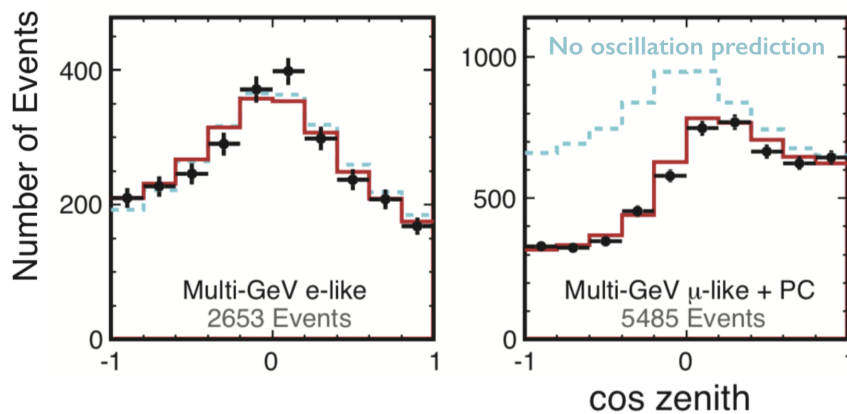 Number of Events
400
200
0
-1
0
1
Multi-GeV e-like
2653 Events
No oscillation prediction
1000
500
0
-1
0
1
Multi-GeV μ-like + PC
5485 Events
cos zenith